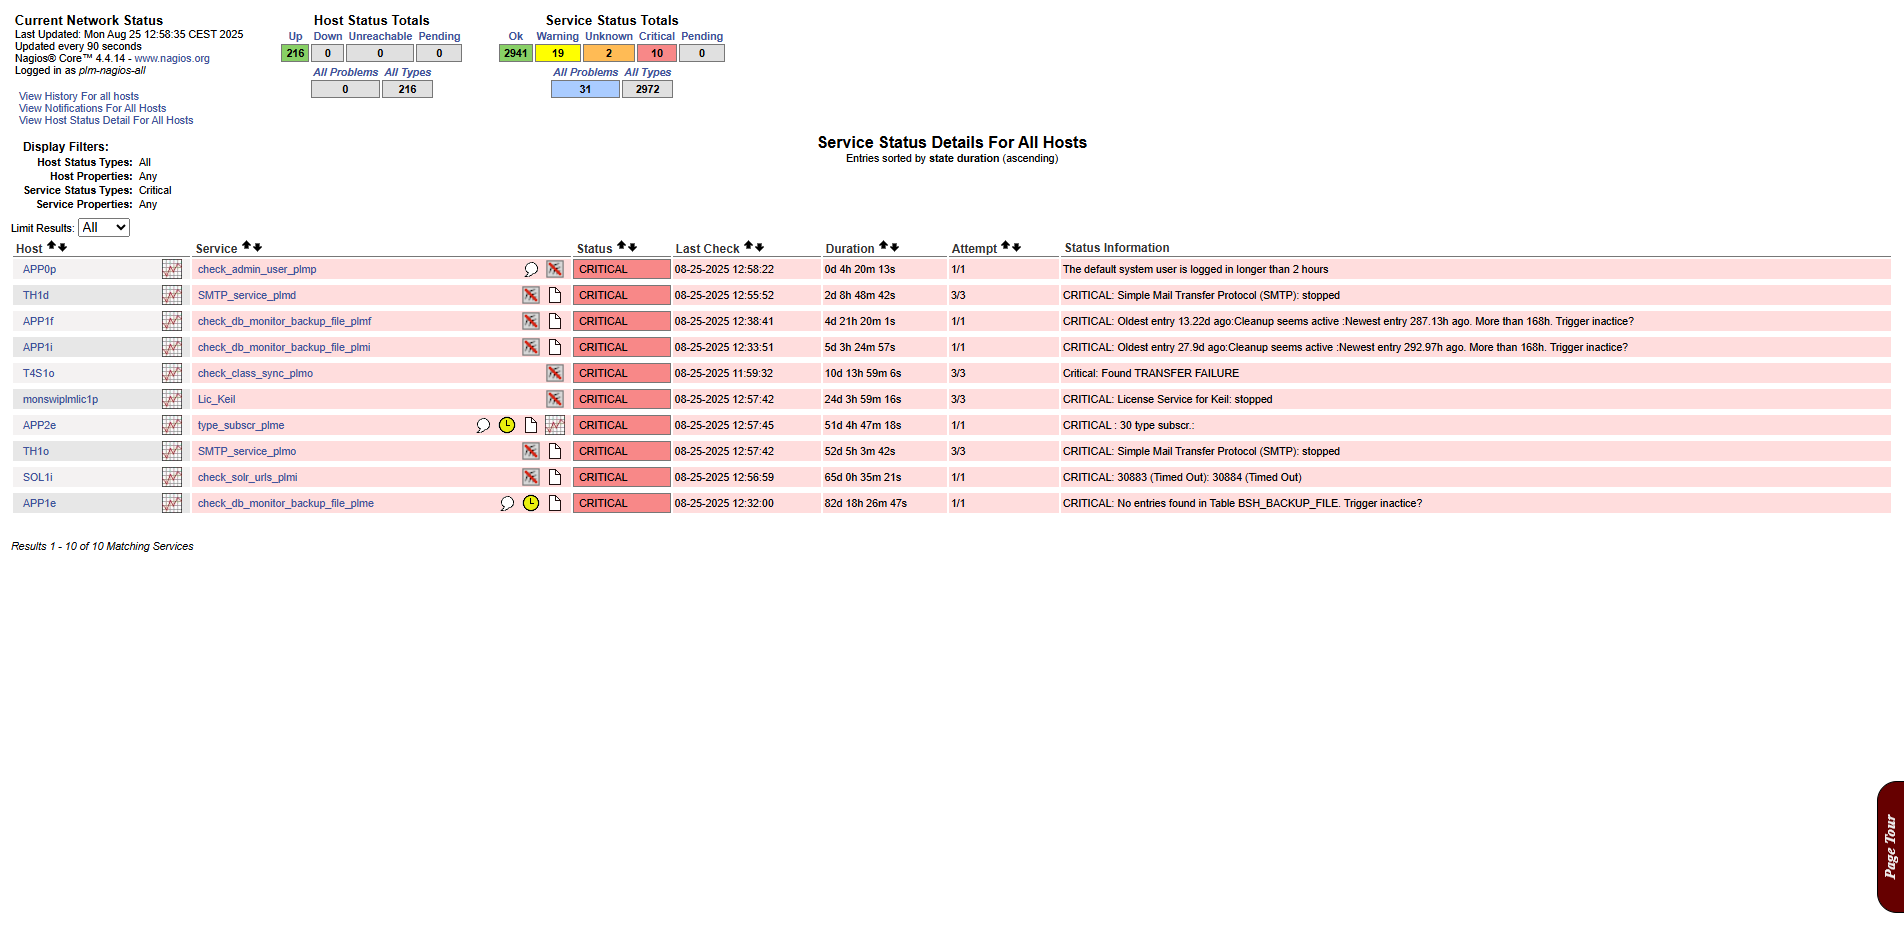 Current Network Status
Last Updated: Mon Aug 25 12:58:35 CEST 2025
Updated every 90 seconds
Nagios® Core™ 4.4.14 - www.nagios.org
Logged in as plm-nagios-all
View History For all hosts
View Notifications For All Hosts
View Host Status Detail For All Hosts
Host Status Totals
Up Down Unreachable Pending
216 0 0 0
All Problems All Types
0 216
Service Status Totals
Ok Warning Unknown Critical Pending
2941 19 2 10 0
All Problems All Types
31 2972
Display Filters:
Host Status Types: All
Host Properties: Any
Service Status Types: Critical
Service Properties: Any
Service Status Details For All Hosts
Entries sorted by state duration (ascending)
Limit Results: All
Host Service Status Last Check Duration Attempt Status Information
APP0p check_admin_user_plmp CRITICAL 08-25-2025 12:58:22 0d 4h 20m 13s 1/1 The default system user is logged in longer than 2 hours
TH1d SMTP_service_plmd CRITICAL 08-25-2025 12:55:52 2d 8h 48m 42s 3/3 CRITICAL: Simple Mail Transfer Protocol (SMTP): stopped
APP1f check_db_monitor_backup_file_plmf CRITICAL 08-25-2025 12:38:41 4d 21h 20m 1s 1/1 CRITICAL: Oldest entry 13.22d ago:Cleanup seems active :Newest entry 287.13h ago. More than 168h. Trigger inactice?
APP1i check_db_monitor_backup_file_plmi CRITICAL 08-25-2025 12:33:51 5d 3h 24m 57s 1/1 CRITICAL: Oldest entry 27.9d ago:Cleanup seems active :Newest entry 292.97h ago. More than 168h. Trigger inactice?
T4S1o check_class_sync_plmo CRITICAL 08-25-2025 11:59:32 10d 13h 59m 6s 3/3 Critical: Found TRANSFER FAILURE
monswiplmlic1p Lic_Keil CRITICAL 08-25-2025 12:57:42 24d 3h 59m 16s 3/3 CRITICAL: License Service for Keil: stopped
APP2e type_subscr_plme CRITICAL 08-25-2025 12:57:45 51d 4h 47m 18s 1/1 CRITICAL : 30 type subscr.:
TH1o SMTP_service_plmo CRITICAL 08-25-2025 12:57:42 52d 5h 3m 42s 3/3 CRITICAL: Simple Mail Transfer Protocol (SMTP): stopped
SOL1i check_solr_urls_plmi CRITICAL 08-25-2025 12:56:59 65d 0h 35m 21s 1/1 CRITICAL: 30883 (Timed Out): 30884 (Timed Out)
APP1e check_db_monitor_backup_file_plme CRITICAL 08-25-2025 12:32:00 82d 18h 26m 47s 1/1 CRITICAL: No entries found in Table BSH_BACKUP_FILE. Trigger inactice?
Results 1 - 10 of 10 Matching Services
Page Tour